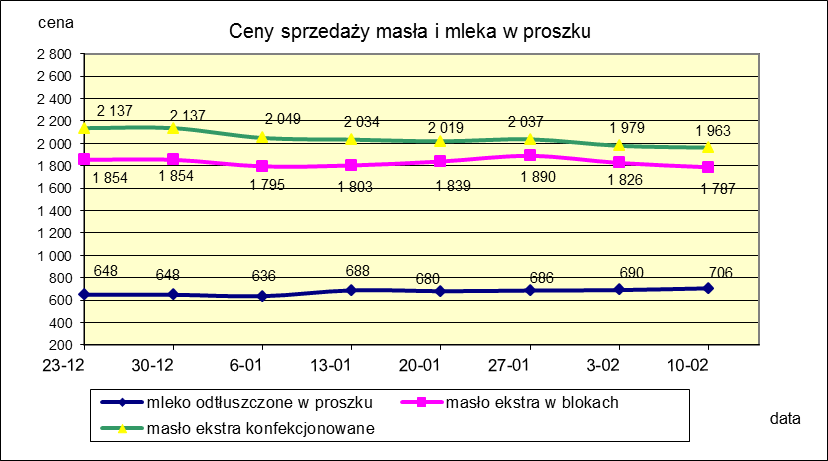 cena
Ceny sprzedaży masła i mleka w proszku
2 800
2 600
2 400
2 200
2 000
1 800
1 600
1 400
1 200
1 000
800
600
400
200
2 137 2 137 2 049 2 034 2 019 2 037 1 979 1 963
1 854 1 854 1 795 1 803 1 839 1 890 1 826 1 787
648 648 636 688 680 686 690 706
23-12 30-12 6-01 13-01 20-01 27-01 3-02 10-02
mleko odtłuszczone w proszku masło ekstra w blokach
masło ekstra konfekcjonowane
data